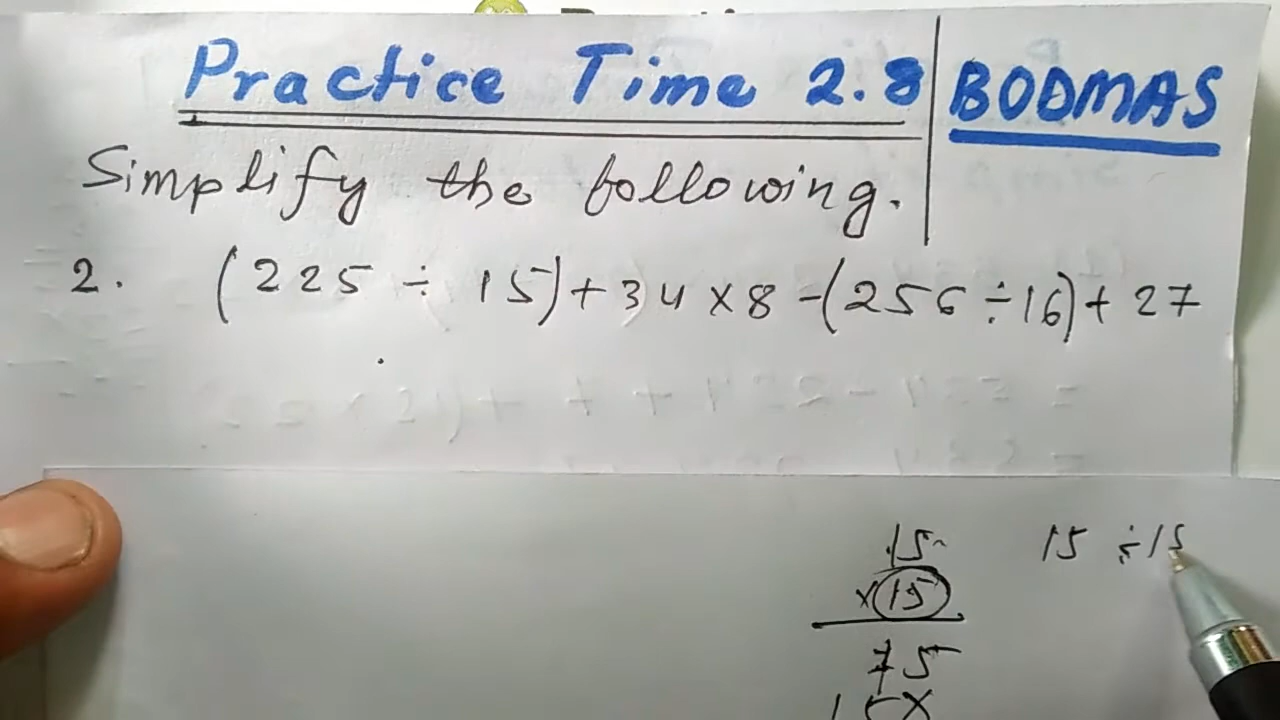 Practice Time 2.8
BODMAS
Simplify the following.
2. (225 ÷ 15) + 34 × 8 - (256 ÷ 16) + 27
15
15 ÷ 15
×15
75
15×